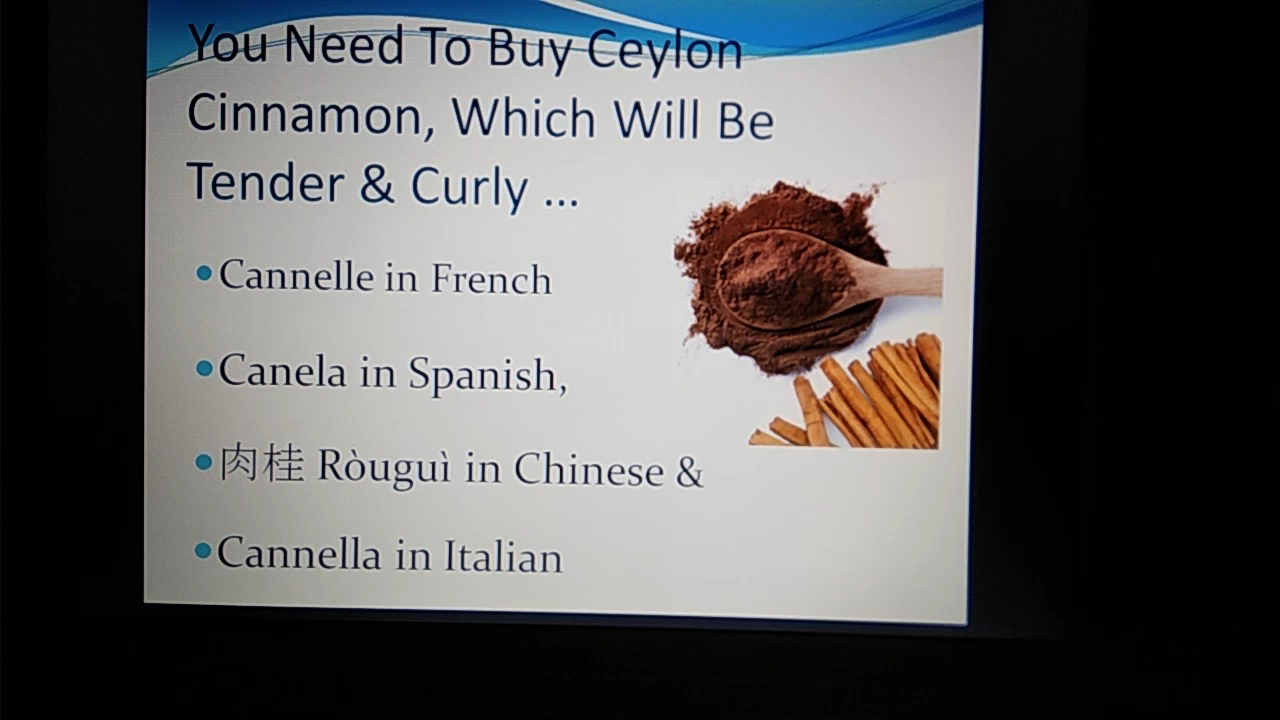 You Need To Buy Ceylon
Cinnamon, Which Will Be
Tender & Curly ...
•Cannelle in French
•Canela in Spanish,
•肉桂 Ròuguì in Chinese &
•Cannella in Italian